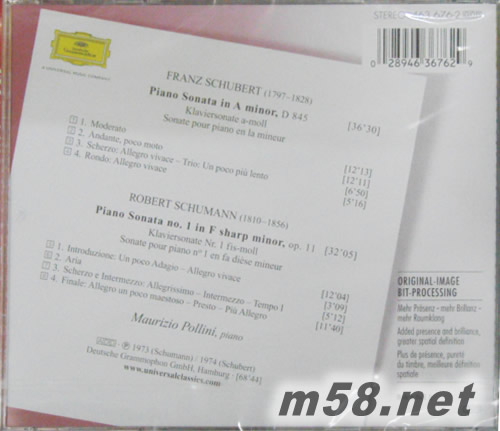 STEREO 463 676-2
0 28946 36762 9
Deutsche
Grammophon
FRANZ SCHUBERT (1797–1828)
Piano Sonata in A minor, D 845 [36'30]
Klaviersonate a-moll
Sonate pour piano en la mineur
1. Moderato [12'13]
2. Andante, poco moto [12'11]
3. Scherzo: Allegro vivace – Trio: Un poco più lento [6'50]
4. Rondo: Allegro vivace [5'16]
ROBERT SCHUMANN (1810–1856)
Piano Sonata no. 1 in F sharp minor, op. 11 [32'05]
Klaviersonate Nr. 1 fis-moll
Sonate pour piano nº 1 en fa dièse mineur
1. Introduzione: Un poco Adagio – Allegro vivace [12'04]
2. Aria [3'09]
3. Scherzo e Intermezzo: Allegrissimo – Intermezzo – Tempo I [5'12]
4. Finale: Allegro un poco maestoso – Presto – Più Allegro [11'40]
Maurizio Pollini, piano
℗ 1973 (Schumann) · 1974 (Schubert)
Deutsche Grammophon GmbH, Hamburg · [68'44]
www.universalclassics.com
ORIGINAL-IMAGE
BIT-PROCESSING
Mehr Präsenz - mehr Brillanz -
mehr Raumklang
Added presence and brilliance,
greater spatial definition
Plus de présence, pureté
du timbre, meilleure définition
spatiale
m58.net